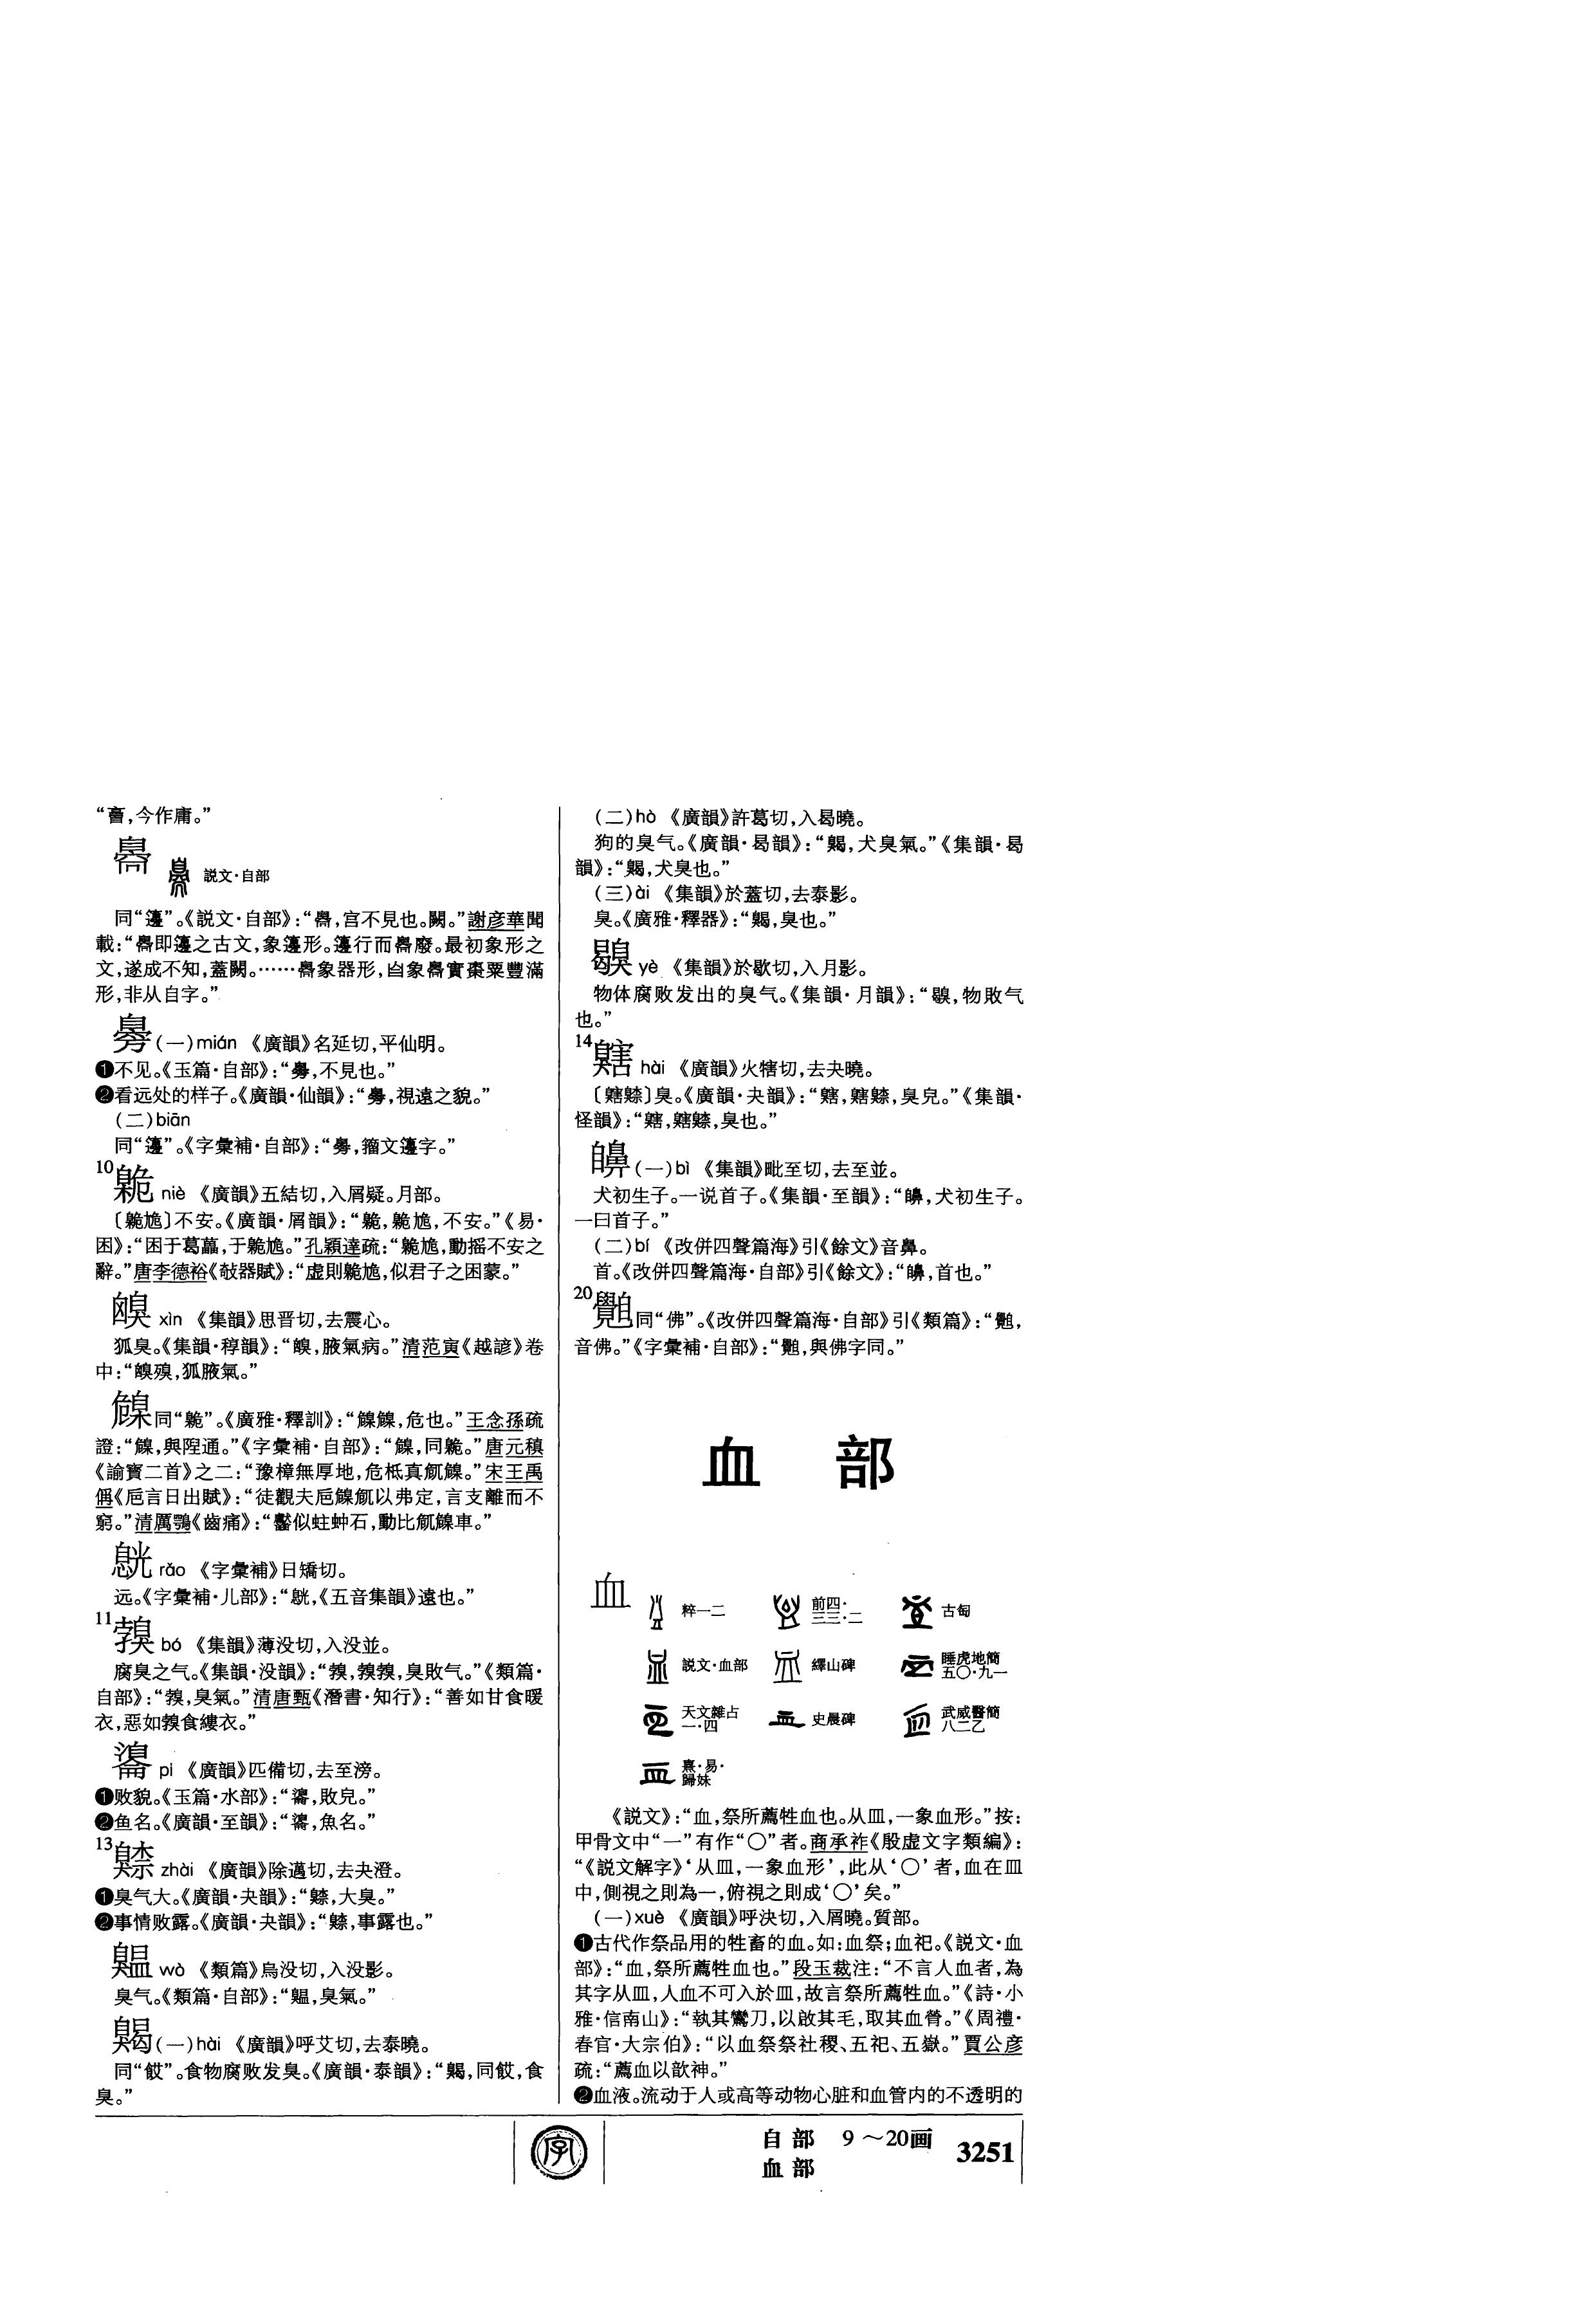 “𦤘，今作庸。”
説文·自部
同“籩”。《説文·自部》：“，宫不見也。闕。”謝彦華聞
載：“即籩之古文，象籩形。籩行而廢。最初象形之
文，遂成不知，蓋闕。……象器形，象實棗粟豐滿
形，非从自字。”
(一)mián 《廣韻》名延切，平仙明。
❶不见。《玉篇·自部》：“，不見也。”
❷看远处的样子。《廣韻·仙韻》：“，視遠之貌。”
(二)biān
同“籩”。《字彙補·自部》：“，籀文籩字。”
10 臲 niè 《廣韻》五結切，入屑疑。月部。
〔臲卼〕不安。《廣韻·屑韻》：“臲，臲卼，不安。”《易·
困》：“困于葛藟，于臲卼。”孔穎達疏：“臲卼，動摇不安之
辭。”唐李德裕《欹器賦》：“虚則臲卼，似君子之困蒙。”
xìn 《集韻》思晋切，去震心。
狐臭。《集韻·稕韻》：“，腋氣病。”清范寅《越諺》卷
中：“，狐腋氣。”
同“臲”。《廣雅·釋訓》：“，危也。”王念孫疏
證：“，與隉通。”《字彙補·自部》：“，同臲。”唐元稹
《諭寳二首》之二：“豫樟無厚地，危柢真。”宋王禹
偁《卮言日出賦》：“徒觀夫卮以弗定，言支離而不
窮。”清厲鶚《齒痛》：“似蛀蚛石，動比車。”
rǎo 《字彙補》日矯切。
远。《字彙補·儿部》：“，《五音集韻》遠也。”
11 bó 《集韻》薄没切，入没並。
腐臭之气。《集韻·没韻》：“，，臭敗气。”《類篇·
自部》：“，臭氣。”清唐甄《潛書·知行》：“善如甘食暖
衣，惡如食縷衣。”
pì 《廣韻》匹備切，去至滂。
❶败貌。《玉篇·水部》：“，敗皃。”
❷鱼名。《廣韻·至韻》：“，魚名。”
13 zhài 《廣韻》除邁切，去夬澄。
❶臭气大。《廣韻·夬韻》：“，大臭。”
❷事情败露。《廣韻·夬韻》：“，事露也。”
wò 《類篇》烏没切，入没影。
臭气。《類篇·自部》：“，臭氣。”
(一)hài 《廣韻》呼艾切，去泰曉。
同“餀”。食物腐败发臭。《廣韻·泰韻》：“，同餀，食
臭。”
(二)hò 《廣韻》許葛切，入曷曉。
狗的臭气。《廣韻·曷韻》：“，犬臭氣。”《集韻·曷
韻》：“，犬臭也。”
(三)ài 《集韻》於蓋切，去泰影。
臭。《廣雅·釋器》：“，臭也。”
yè 《集韻》於歇切，入月影。
物体腐败发出的臭气。《集韻·月韻》：“，物敗气
也。”
14 hài 《廣韻》火犗切，去夬曉。
〔〕臭。《廣韻·夬韻》：“，，臭皃。”《集韻·
怪韻》：“，，臭也。”
(一)bì 《集韻》毗至切，去至並。
犬初生子。一说首子。《集韻·至韻》：“，犬初生子。
一曰首子。”
(二)bí 《改併四聲篇海》引《餘文》音鼻。
首。《改併四聲篇海·自部》引《餘文》：“，首也。”
20 同“佛”。《改併四聲篇海·自部》引《類篇》：“，
音佛。”《字彙補·自部》：“，與佛字同。”
血 部
血 粹一二 前四·三三·二 古匋
説文·血部 繹山碑 睡虎地簡五〇·九一
天文雜占一·四 史晨碑 武威醫簡八二乙
熹·易·歸妹
《説文》：“血，祭所薦牲血也。从皿，一象血形。”按：
甲骨文中“一”有作“〇”者。商承祚《殷虚文字類編》：
“《説文解字》‘从皿，一象血形’，此从‘〇’者，血在皿
中，側視之則為一，俯視之則成‘〇’矣。”
(一)xuè 《廣韻》呼決切，入屑曉。質部。
❶古代作祭品用的牲畜的血。如：血祭；血祀。《説文·血
部》：“血，祭所薦牲血也。”段玉裁注：“不言人血者，為
其字从皿，人血不可入於皿，故言祭所薦牲血。”《詩·小
雅·信南山》：“執其鸞刀，以啟其毛，取其血膋。”《周禮·
春官·大宗伯》：“以血祭祭社稷、五祀、五嶽。”賈公彦
疏：“薦血以歆神。”
❷血液。流动于人或高等动物心脏和血管内的不透明的
字
自部 9～20画 3251
血部